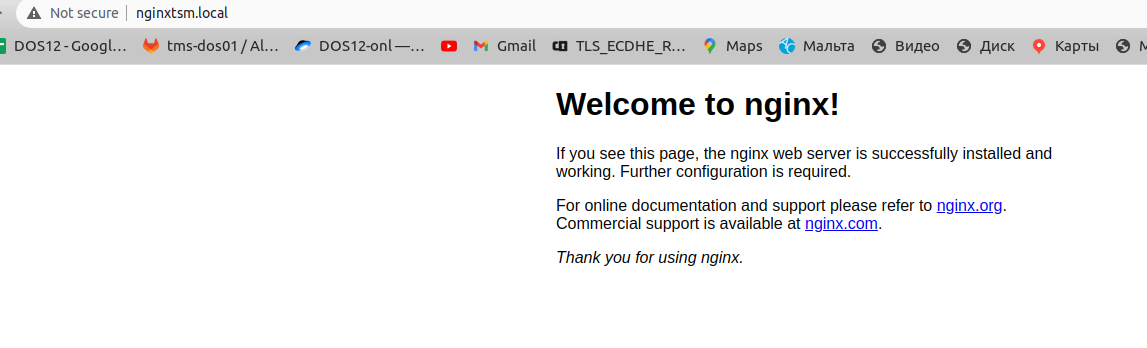 Not secure nginxtsm.local
DOS12 - Googl... tms-dos01 / Al... DOS12-onl —... Gmail TLS_ECDHE_R... Maps Мальта Видео Диск Карты М
Welcome to nginx!
If you see this page, the nginx web server is successfully installed and
working. Further configuration is required.
For online documentation and support please refer to nginx.org.
Commercial support is available at nginx.com.
Thank you for using nginx.